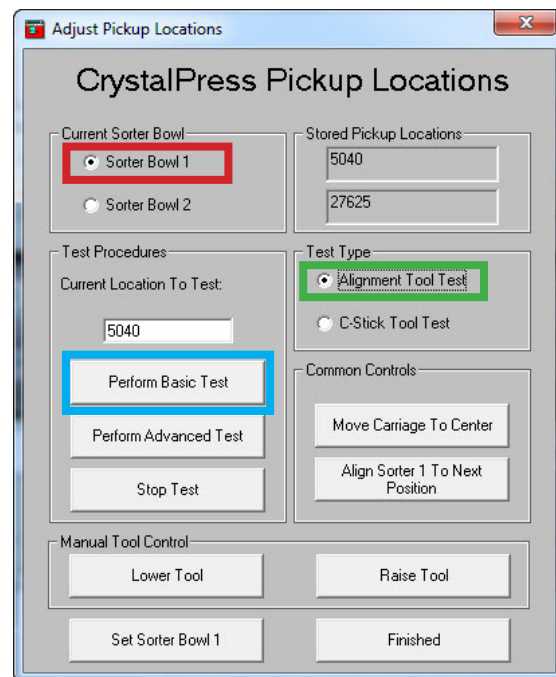 Adjust Pickup Locations
x
CrystalPress Pickup Locations
Current Sorter Bowl
Sorter Bowl 1
Sorter Bowl 2
Stored Pickup Locations
5040
27625
Test Procedures
Current Location To Test:
5040
Perform Basic Test
Perform Advanced Test
Stop Test
Test Type
Alignment Tool Test
C-Stick Tool Test
Common Controls
Move Carriage To Center
Align Sorter 1 To Next
Position
Manual Tool Control
Lower Tool
Raise Tool
Set Sorter Bowl 1
Finished